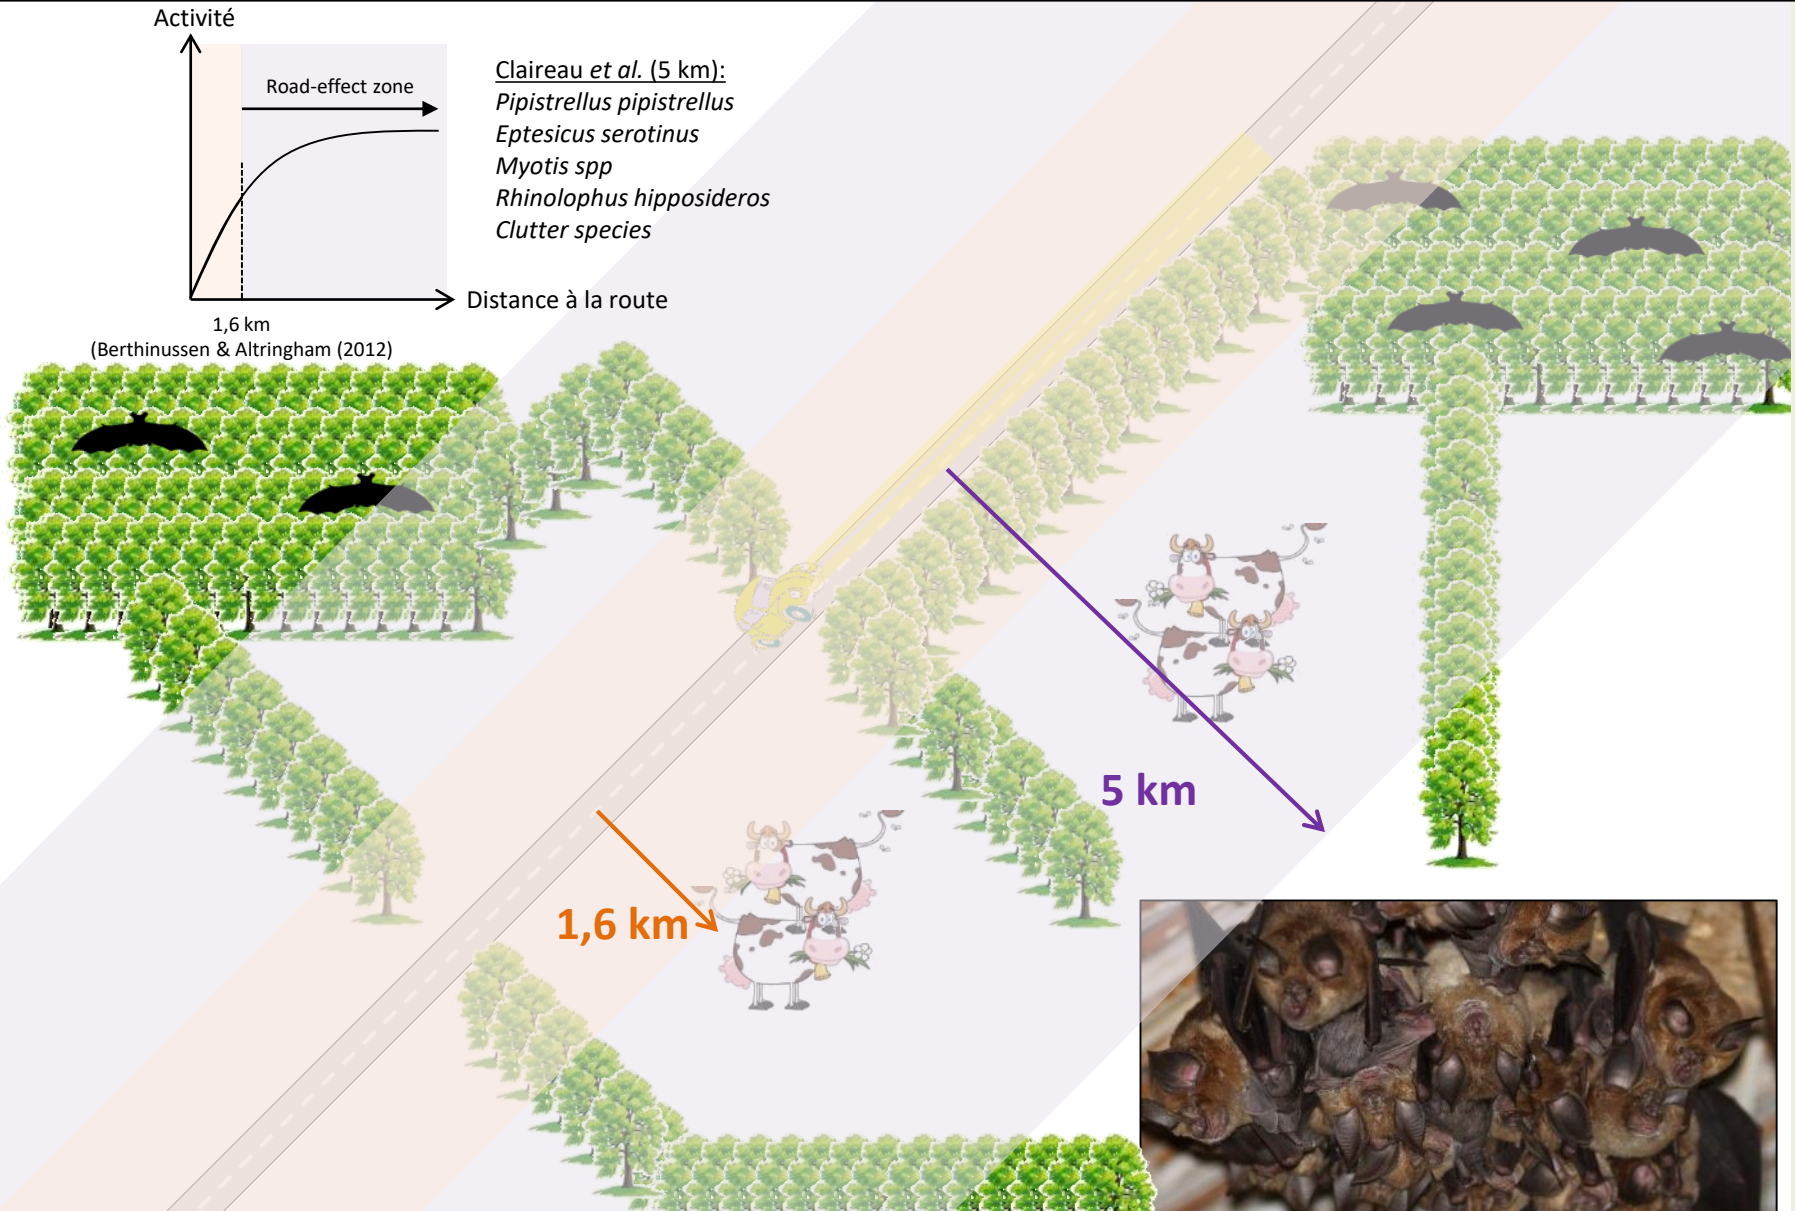 Activité
Road-effect zone
Distance à la route
1,6 km
(Berthinussen & Altringham (2012)
Claireau et al. (5 km):
Pipistrellus pipistrellus
Eptesicus serotinus
Myotis spp
Rhinolophus hipposideros
Clutter species
5 km
1,6 km